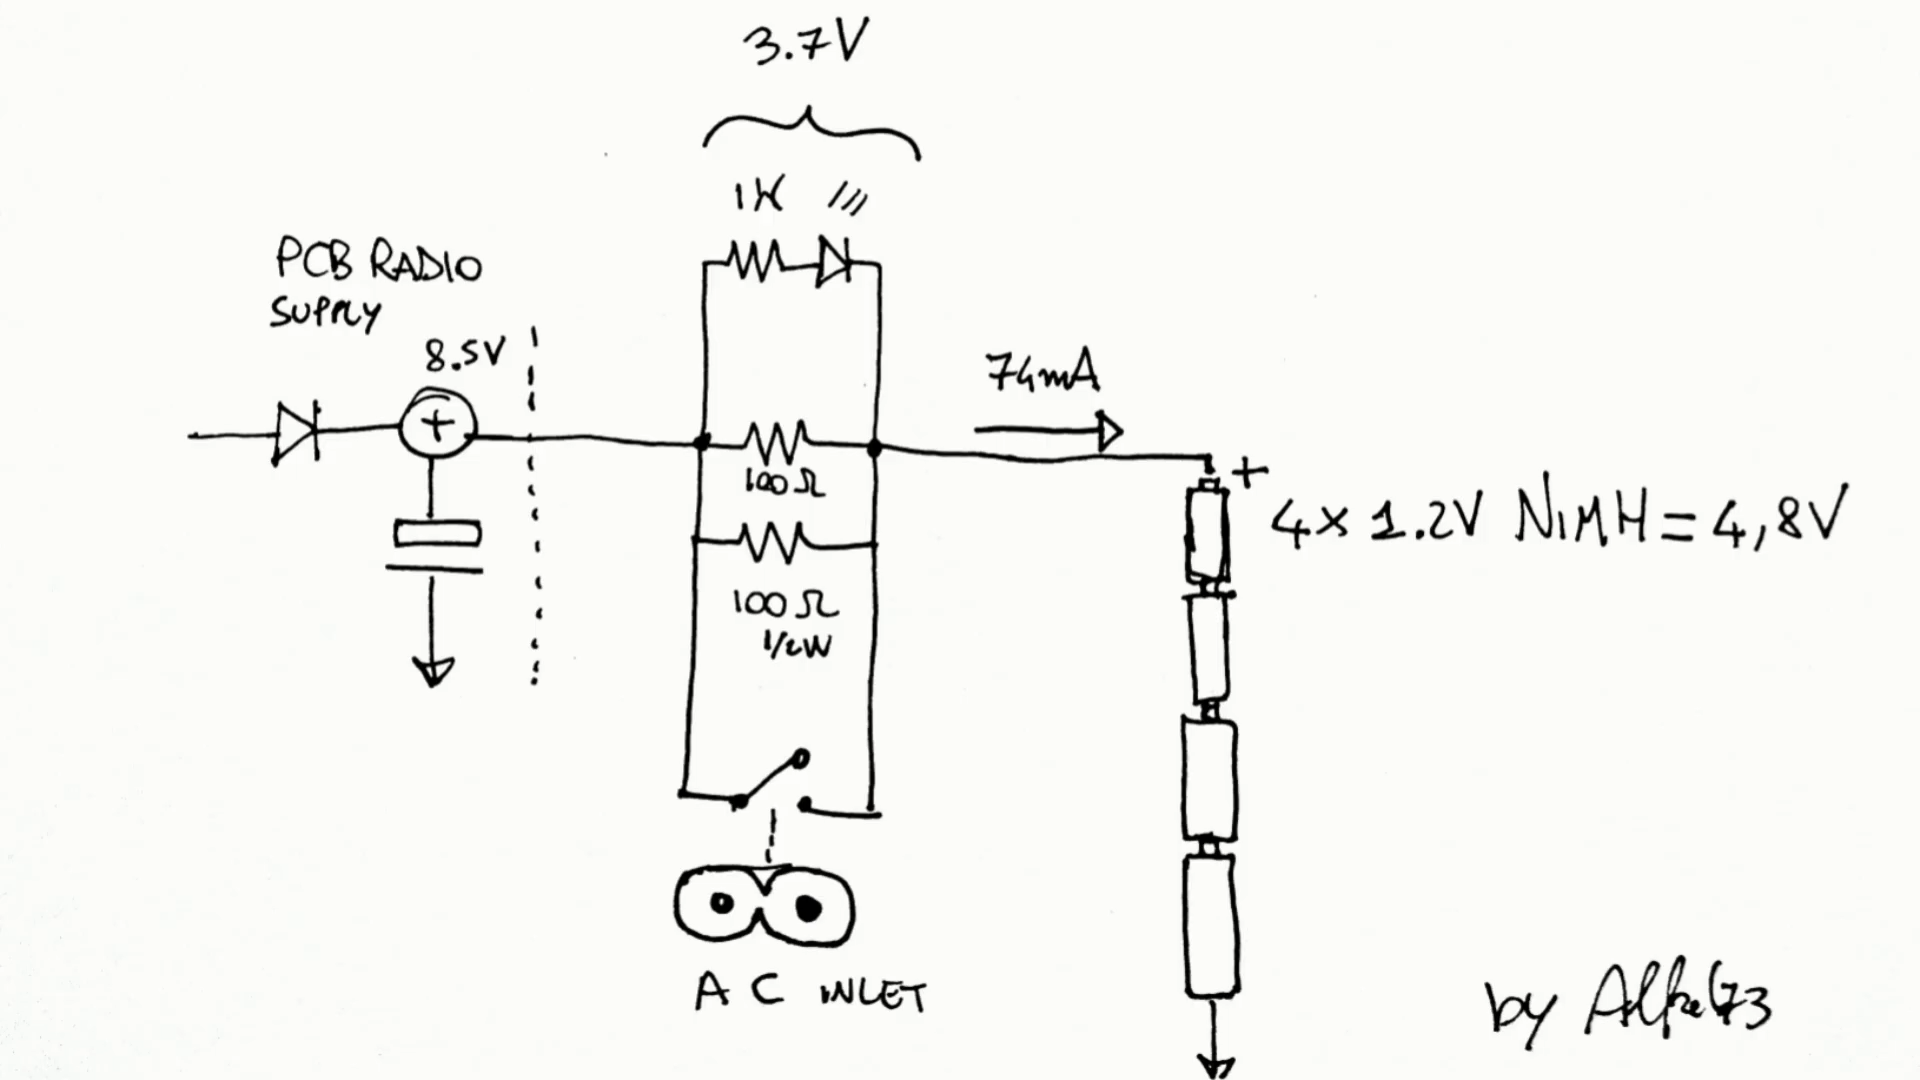 3.7V
1K
PCB RADIO
SUPPLY
8.5V
+
74mA
100Ω
+
4x 1.2V NiMH = 4,8V
100Ω
1/2W
AC INLET
by